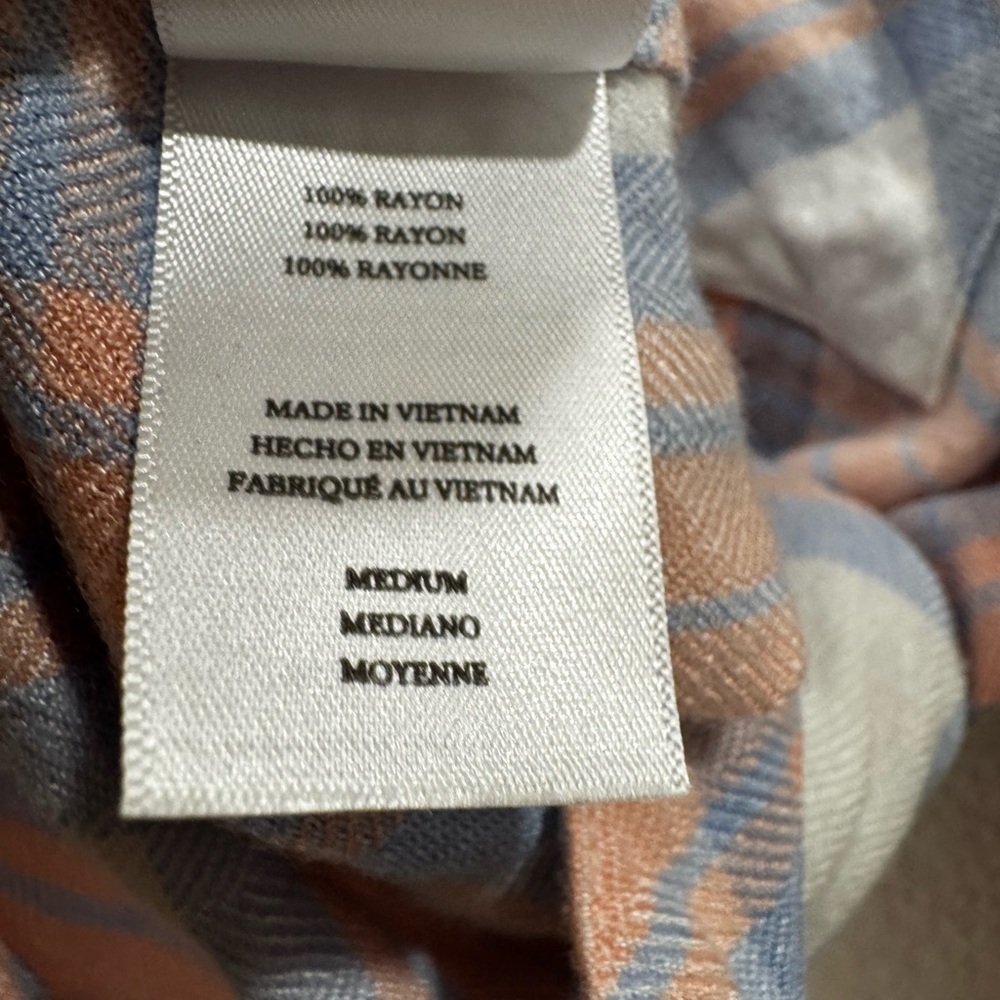 100% RAYON
100% RAYON
100% RAYONNE
MADE IN VIETNAM
HECHO EN VIETNAM
FABRIQUÉ AU VIETNAM
MEDIUM
MEDIANO
MOYENNE